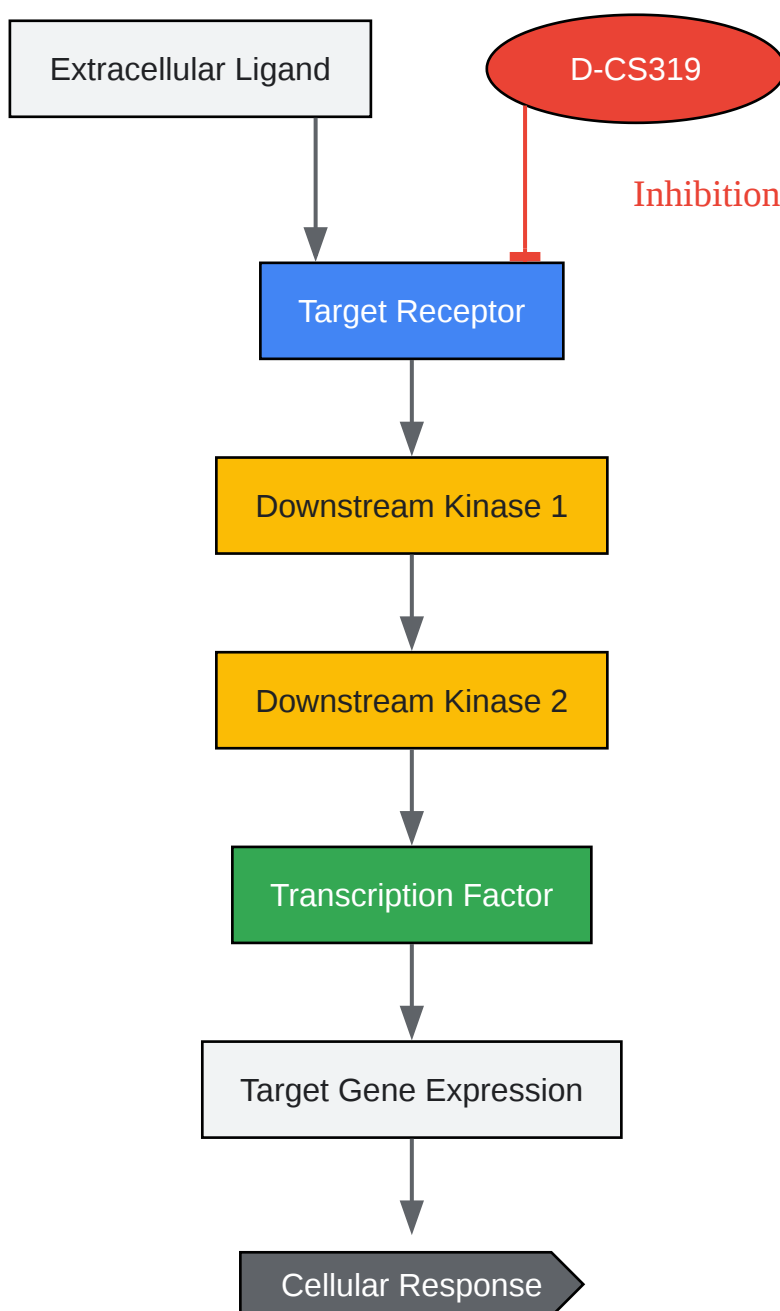 Extracellular Ligand
D-CS319
Inhibition
Target Receptor
Downstream Kinase 1
Downstream Kinase 2
Transcription Factor
Target Gene Expression
Cellular Response